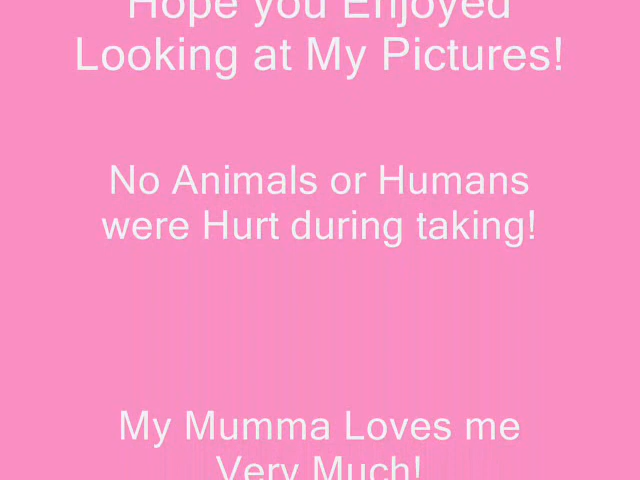 Hope you Enjoyed
Looking at My Pictures!
No Animals or Humans
were Hurt during taking!
My Mumma Loves me
Very Much!